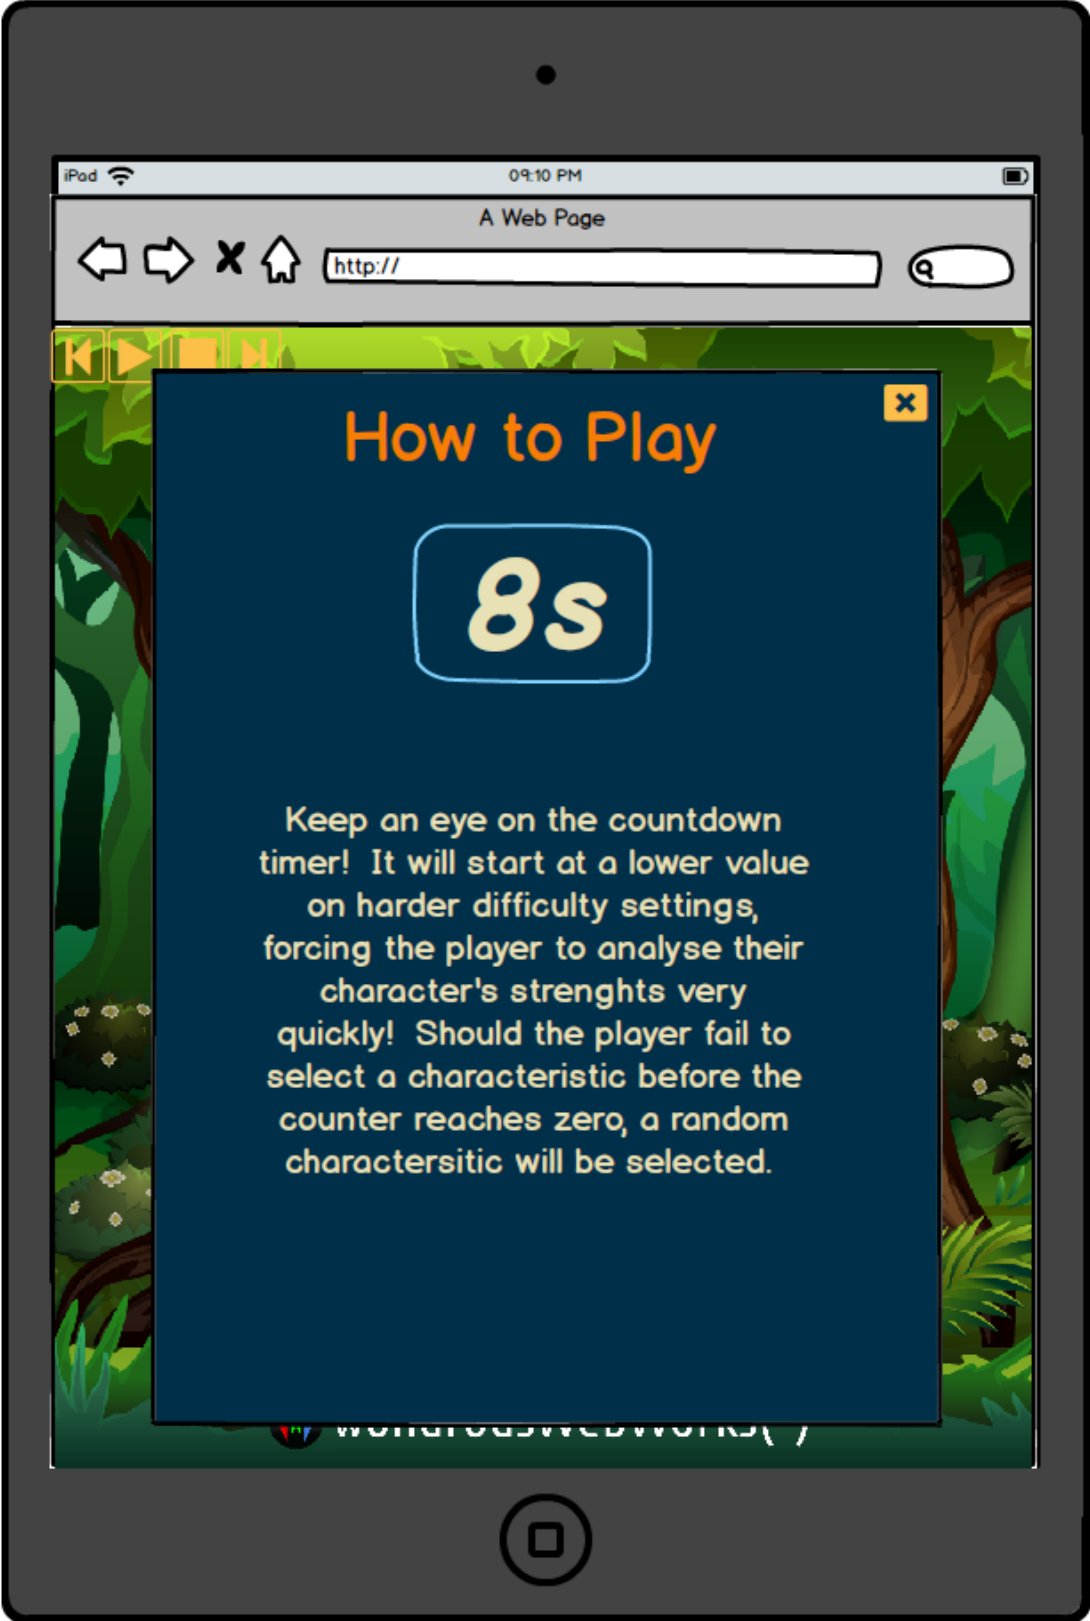 iPad
09:10 PM
A Web Page
http://
How to Play
8s
Keep an eye on the countdown
timer!  It will start at a lower value
on harder difficulty settings,
forcing the player to analyse their
character's strenghts very
quickly!  Should the player fail to
select a characteristic before the
counter reaches zero, a random
charactersitic will be selected.